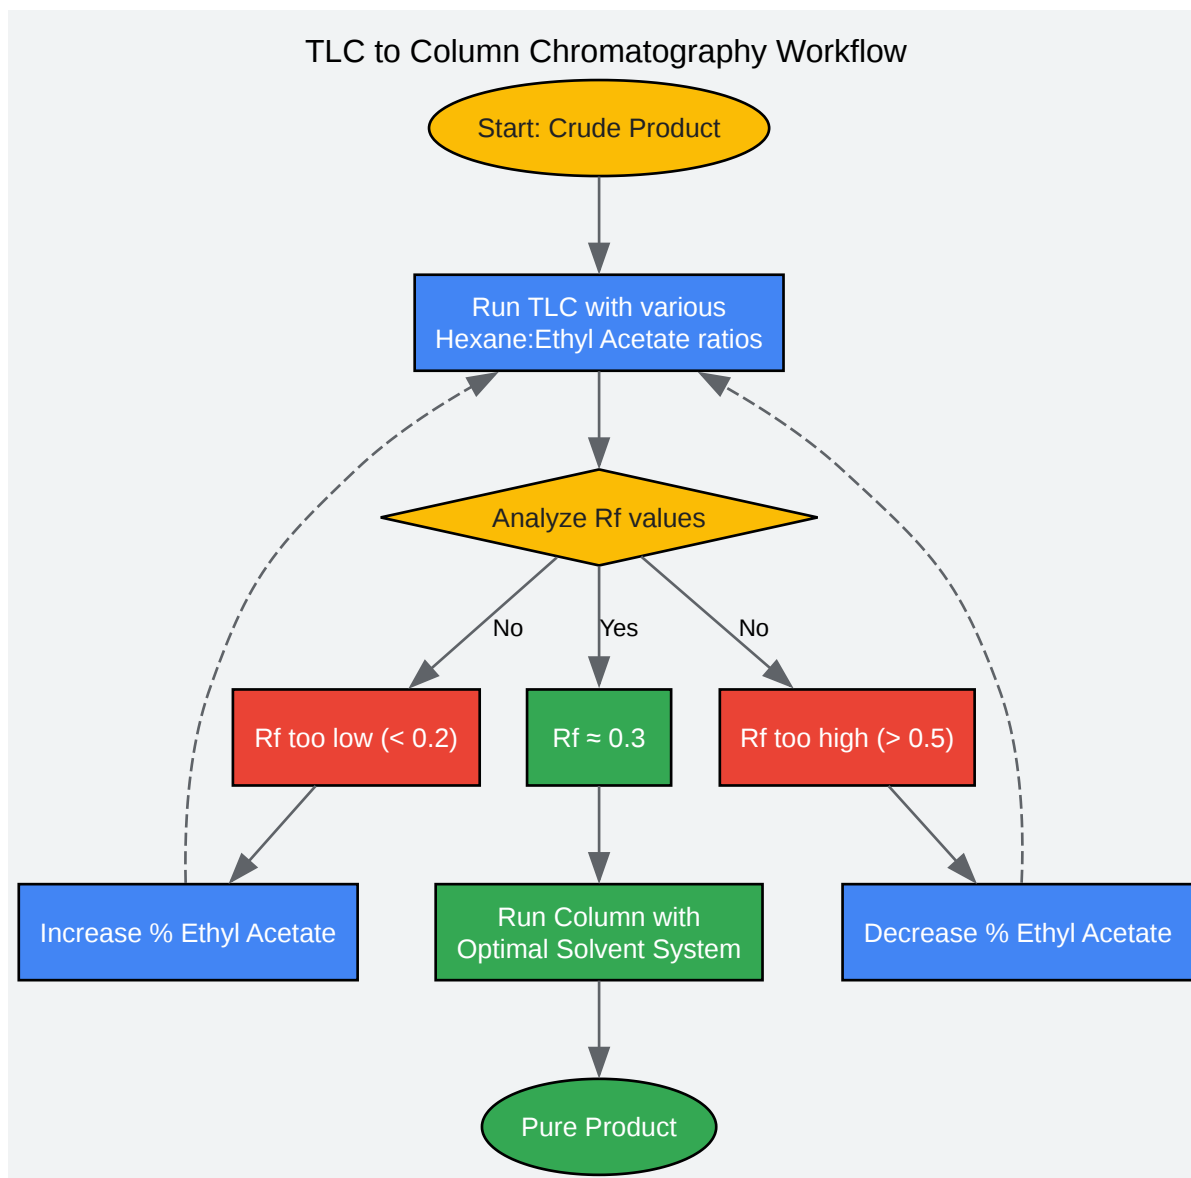 TLC to Column Chromatography Workflow
Start: Crude Product
Run TLC with various
Hexane:Ethyl Acetate ratios
Analyze Rf values
No
Yes
No
Rf too low (< 0.2)
Rf ≈ 0.3
Rf too high (> 0.5)
Increase % Ethyl Acetate
Run Column with
Optimal Solvent System
Decrease % Ethyl Acetate
Pure Product